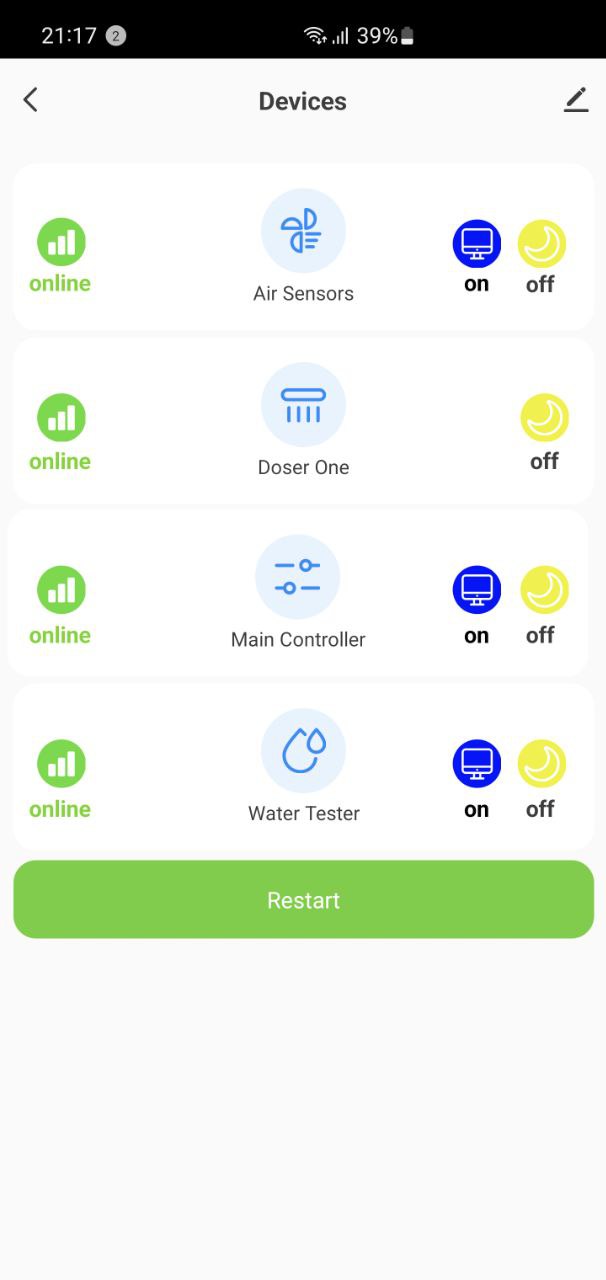 21:17 2 39%
Devices
online
Air Sensors
on off
online
Doser One
off
online
Main Controller
on off
online
Water Tester
on off
Restart